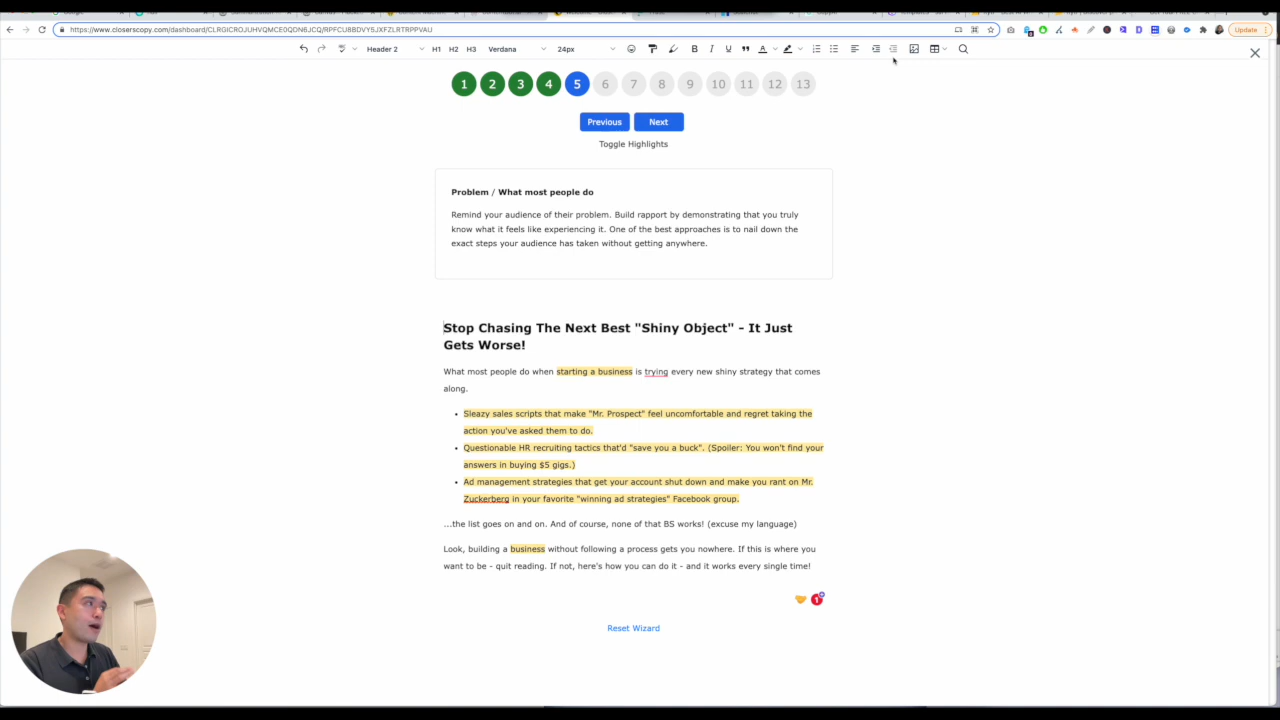 https://www.closerscopy.com/dashboard/CLRGICROJUHVQMCE0QDN6JCQ/RPFCU8BDVY5JXFZLRTRPPVCAU
Update
Header 2
H1
H2
H3
Verdana
24px
B
I
U
A
1
2
3
4
5
6
7
8
9
10
11
12
13
Previous
Next
Toggle Highlights
Problem / What most people do
Remind your audience of their problem. Build rapport by demonstrating that you truly
know what it feels like experiencing it. One of the best approaches is to nail down the
exact steps your audience has taken without getting anywhere.
Stop Chasing The Next Best "Shiny Object" - It Just
Gets Worse!
What most people do when starting a business is trying every new shiny strategy that comes
along.
• Sleazy sales scripts that make "Mr. Prospect" feel uncomfortable and regret taking the
action you've asked them to do.
• Questionable HR recruiting tactics that'd "save you a buck". (Spoiler: You won't find your
answers in buying $5 gigs.)
• Ad management strategies that get your account shut down and make you rant on Mr.
Zuckerberg in your favorite "winning ad strategies" Facebook group.
...the list goes on and on. And of course, none of that BS works! (excuse my language)
Look, building a business without following a process gets you nowhere. If this is where you
want to be - quit reading. If not, here's how you can do it - and it works every single time!
1
Reset Wizard